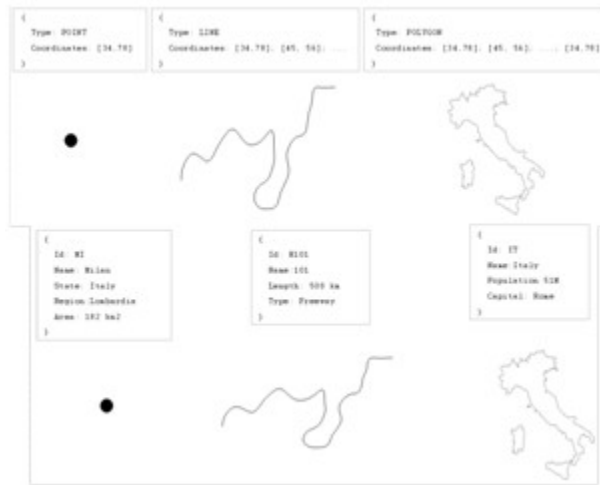 {
Type: POINT
Coordinates: [34.78]
}
{
Type: LINE
Coordinates: [34.78], [45, 56]; ...
}
{
Type: POLYGON
Coordinates: [34.78], [45, 56], ...; [34.78]
}
{
Id: MI
Name: Milan
State: Italy
Region Lombardia
Area: 182 km2
}
{
Id:
Name 101
Length: 500 km
Type: Freeway
}
{
Id: IT
Name Italy
Population
Capital: Rome
}